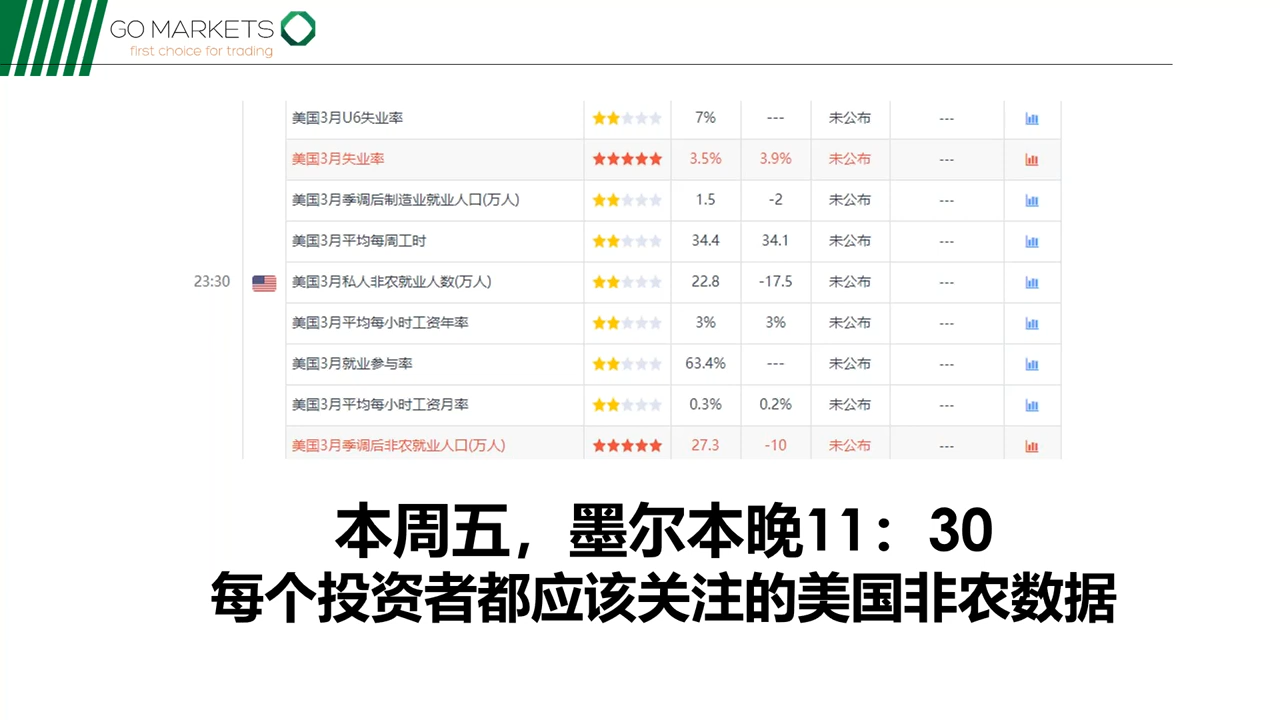 GO MARKETS
first choice for trading
美国3月U6失业率 7% --- 未公布 ---
美国3月失业率 3.5% 3.9% 未公布 ---
美国3月季调后制造业就业人口(万人) 1.5 -2 未公布 ---
美国3月平均每周工时 34.4 34.1 未公布 ---
23:30 美国3月私人非农就业人数(万人) 22.8 -17.5 未公布 ---
美国3月平均每小时工资年率 3% 3% 未公布 ---
美国3月就业参与率 63.4% --- 未公布 ---
美国3月平均每小时工资月率 0.3% 0.2% 未公布 ---
美国3月季调后非农就业人口(万人) 27.3 -10 未公布 ---
本周五，墨尔本晚11：30
每个投资者都应该关注的美国非农数据